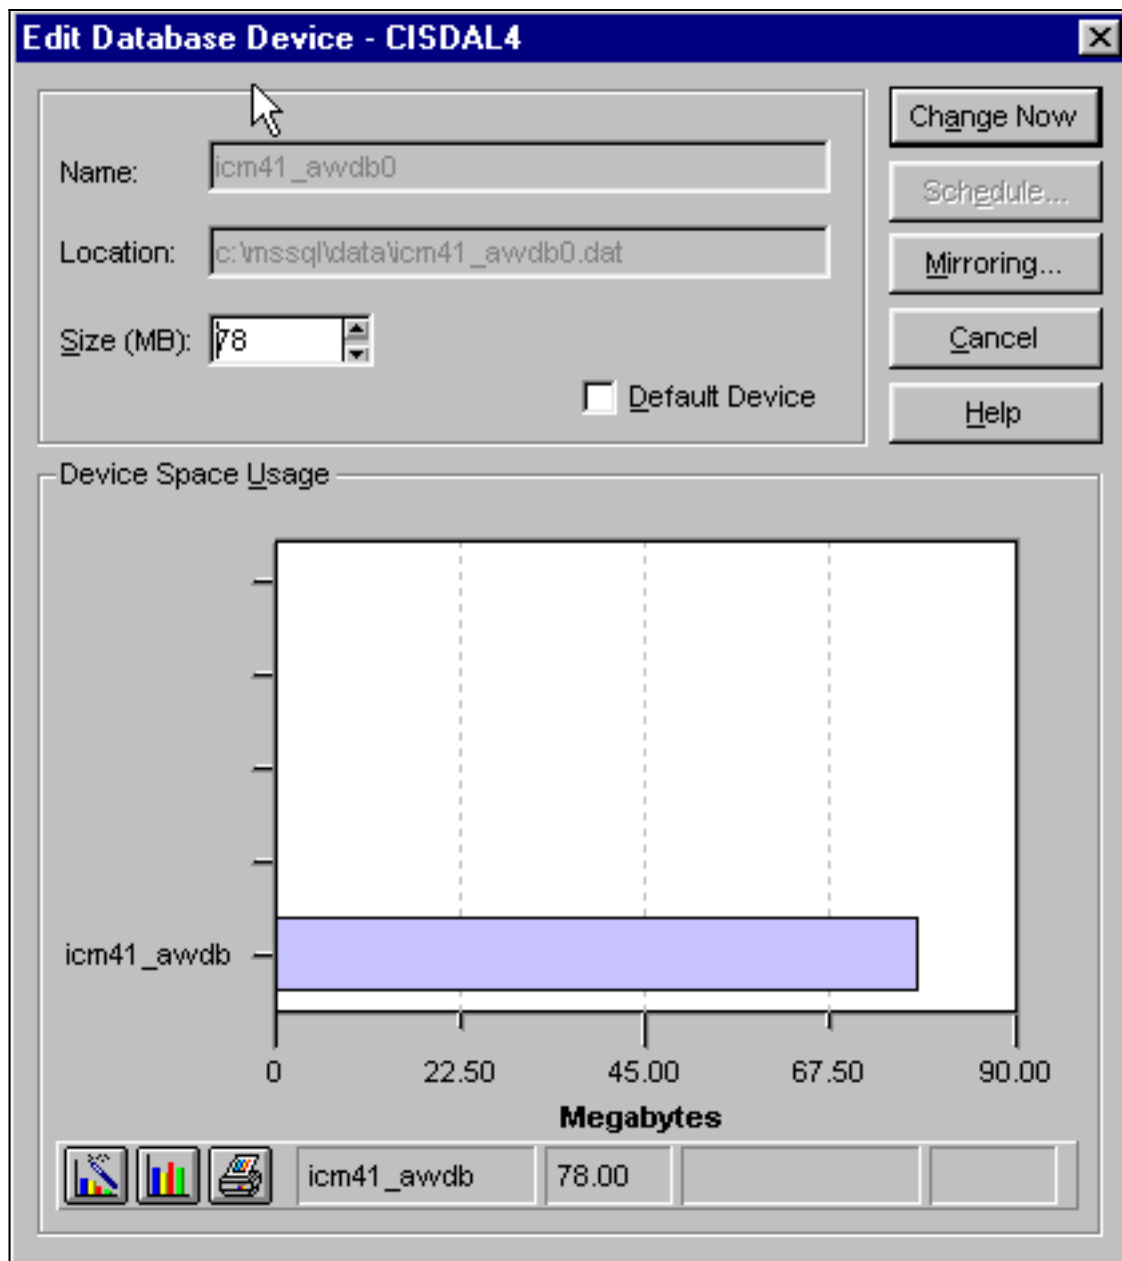 Edit Database Device - CISDAL4
Name: icm41_awdb0
Location: c:\mssql\data\icm41_awdb0.dat
Size (MB): 78
Default Device
Change Now
Schedule...
Mirroring...
Cancel
Help
Device Space Usage
icm41_awdb
0 22.50 45.00 67.50 90.00
Megabytes
icm41_awdb 78.00